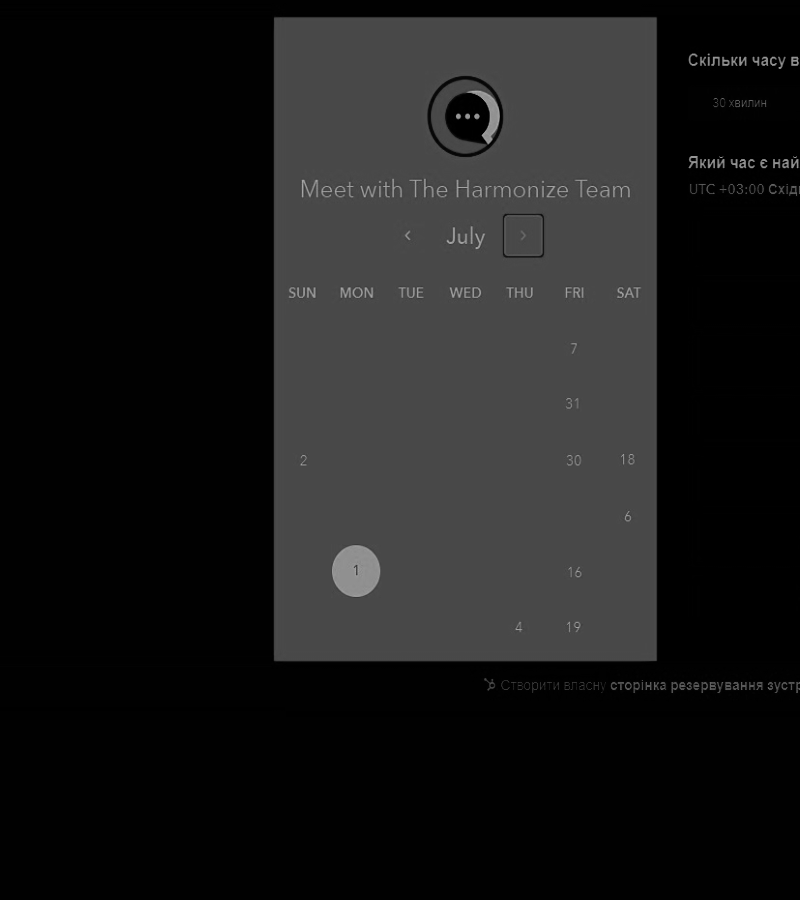 Meet with The Harmonize Team
July
SUN MON TUE WED THU FRI SAT
7
31
2 30 18
6
1 16
4 19
Скільки часу в
30 хвилин
Який час є най
UTC +03:00 Східн
Створити власну сторінка резервування зустр